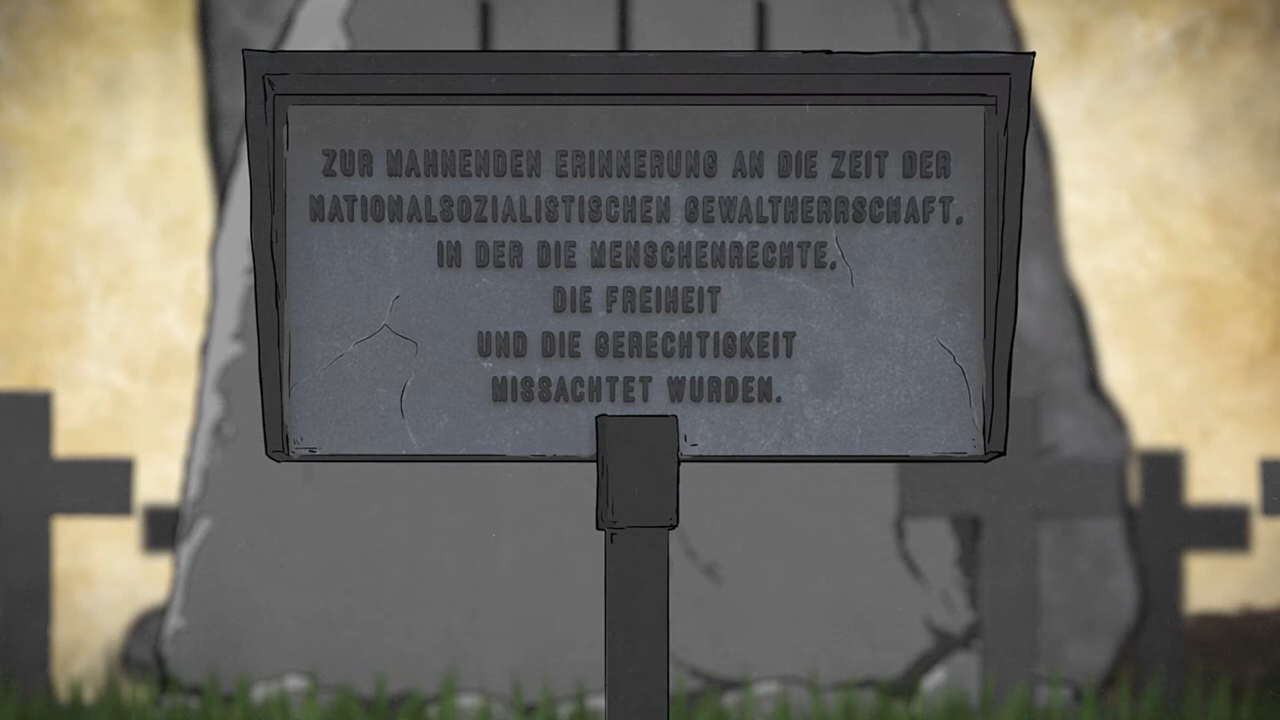 ZUR MAHNENDEN ERINNERUNG AN DIE ZEIT DER
NATIONALSOZIALISTISCHEN GEWALTHERRSCHAFT,
IN DER DIE MENSCHENRECHTE,
DIE FREIHEIT
UND DIE GERECHTIGKEIT
MISSACHTET WURDEN.